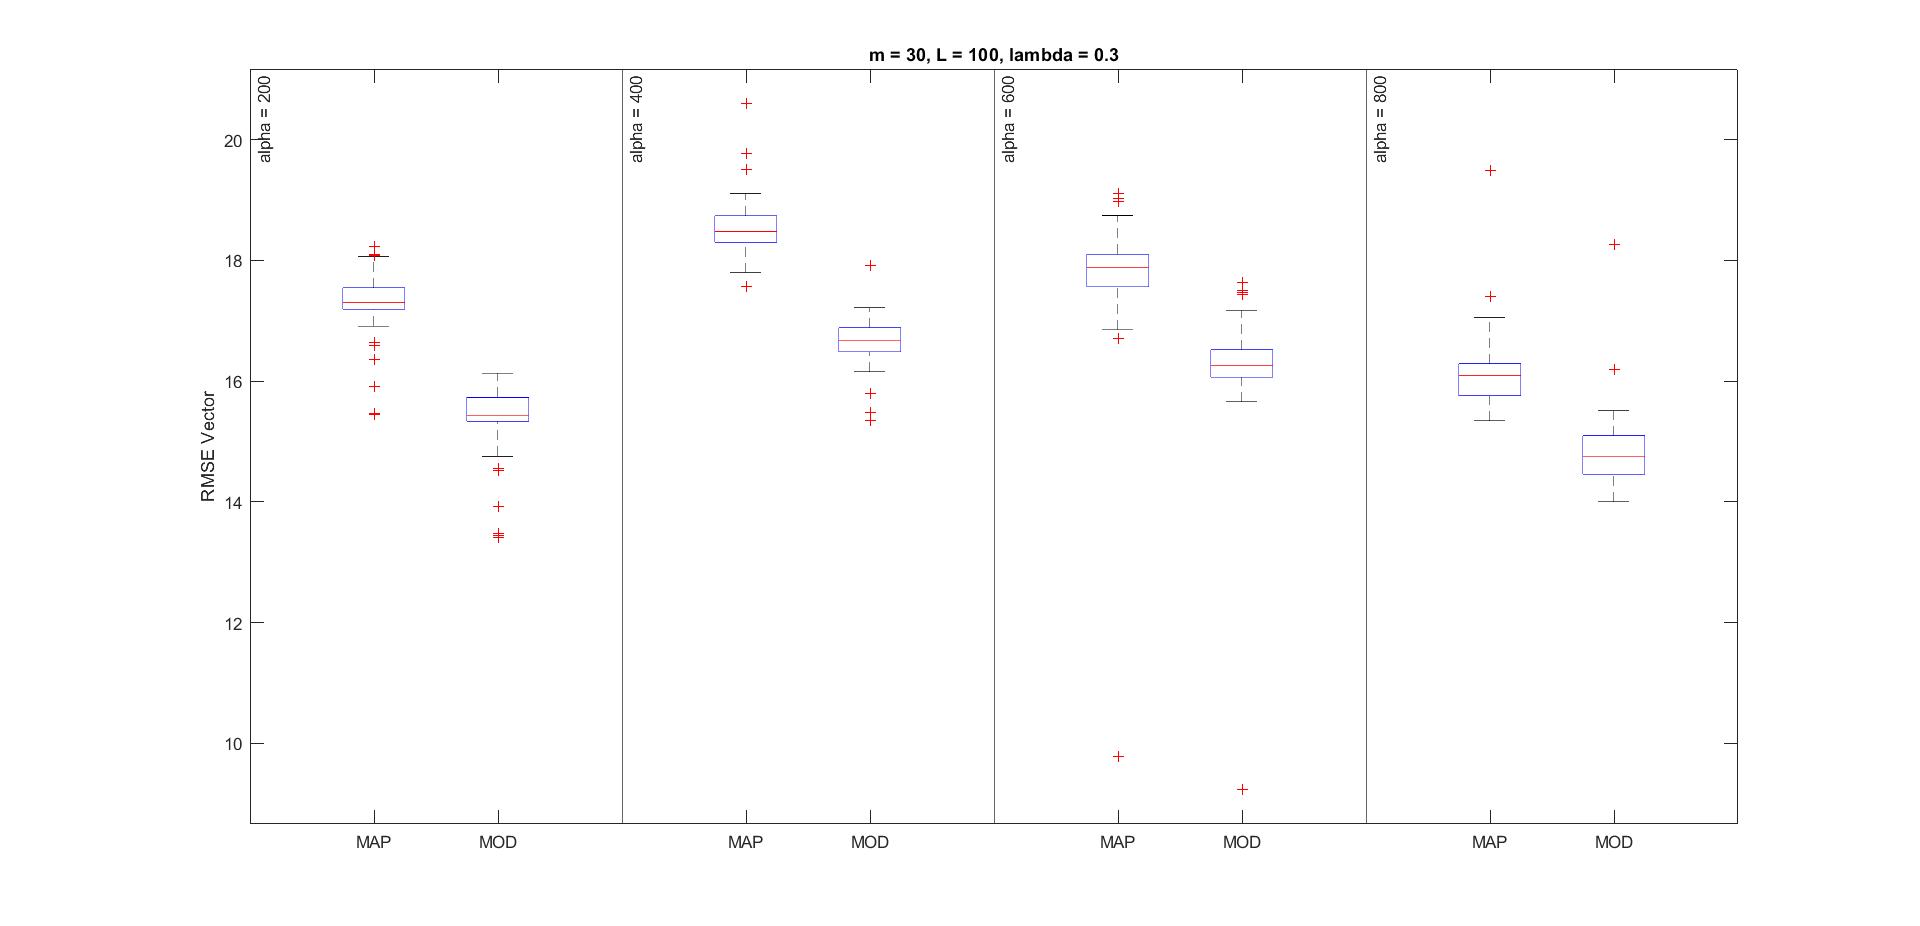 m = 30, L = 100, lambda = 0.3
alpha = 200
alpha = 400
alpha = 600
alpha = 800
RMSE Vector
20
18
16
14
12
10
MAP MOD MAP MOD MAP MOD MAP MOD